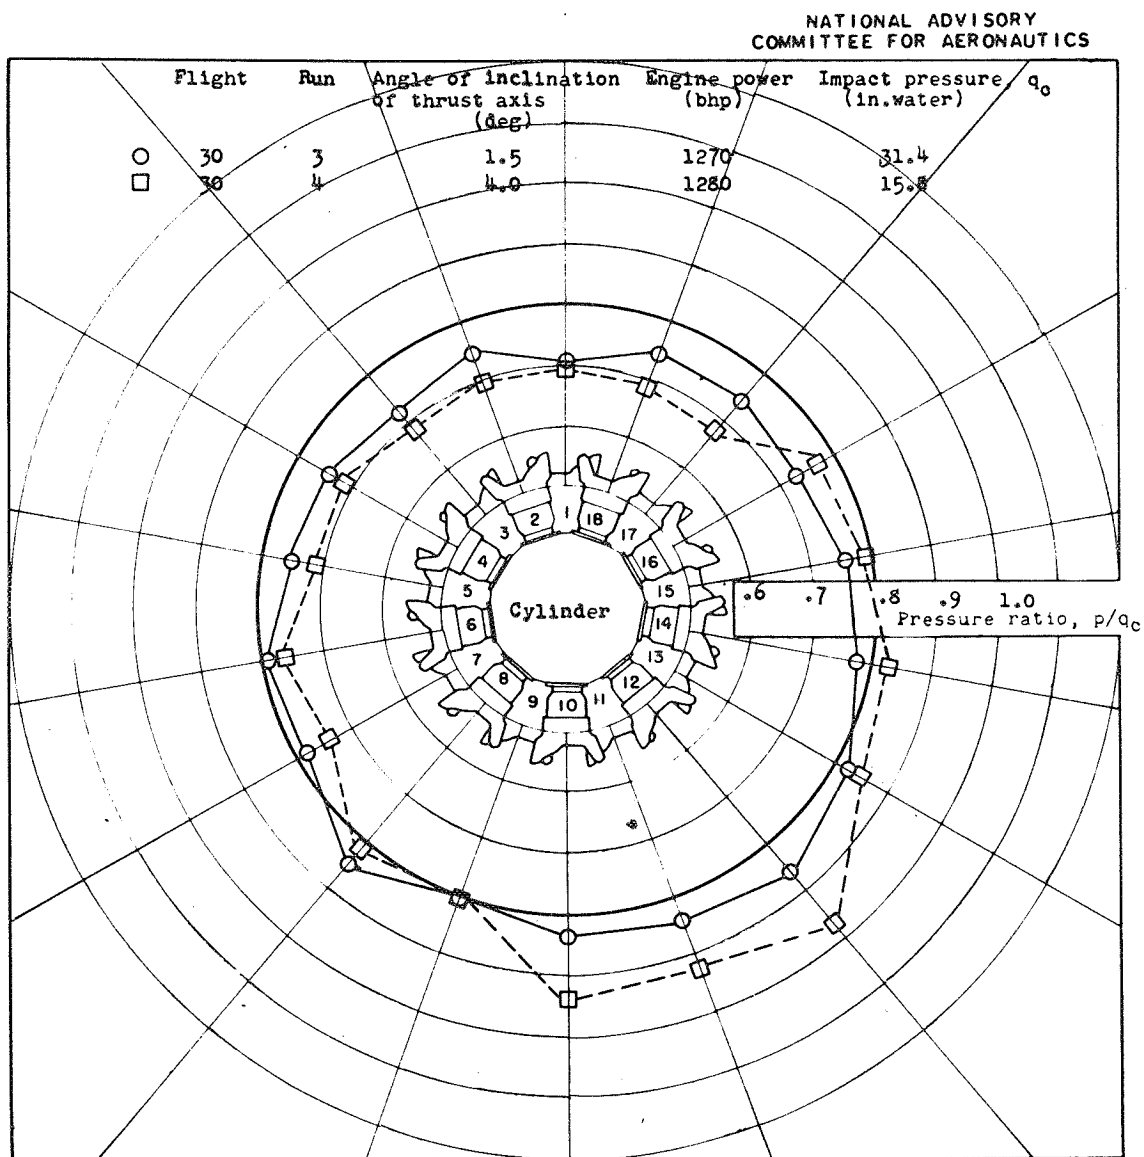 NATIONAL ADVISORY
COMMITTEE FOR AERONAUTICS
Flight Run Angle of inclination Engine power Impact pressure, qc
of thrust axis (bhp) (in.water)
(deg)
30 3 1.5 1270 31.4
30 4 4.0 1280
1
2
18
3
17
4
16
5
15
Cylinder
6
14
7
13
8
12
9
11
10
.6 .7 .8 .9 1.0
Pressure ratio, p/qc